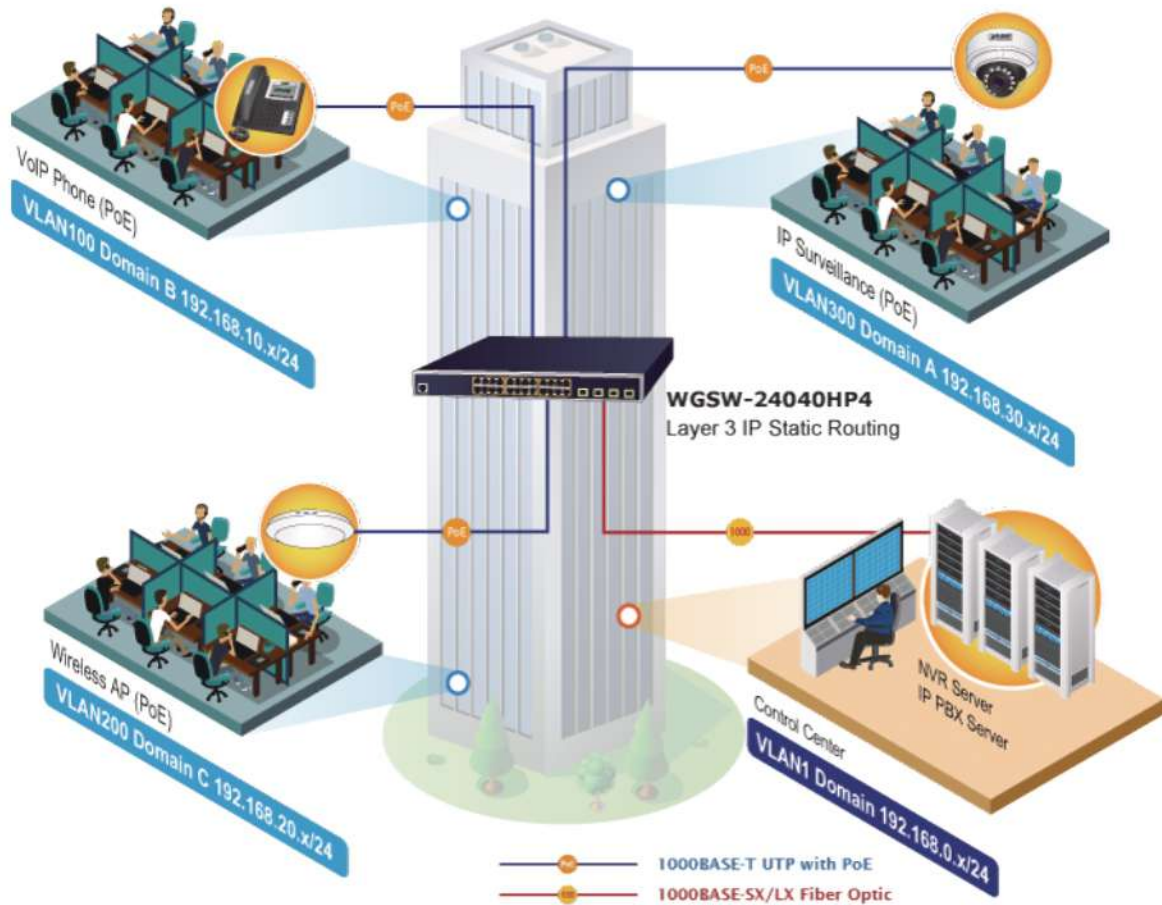 PoE
PoE
VoIP Phone (PoE)
VLAN100 Domain B 192.168.10.x/24
IP Surveillance (PoE)
VLAN300 Domain A 192.168.30.x/24
WGSW-24040HP4
Layer 3 IP Static Routing
PoE
1000
Wireless AP (PoE)
VLAN200 Domain C 192.168.20.x/24
NVR Server
IP PBX Server
Control Center
VLAN1 Domain 192.168.0.x/24
PoE
1000BASE-T UTP with PoE
1000BASE-SX/LX Fiber Optic